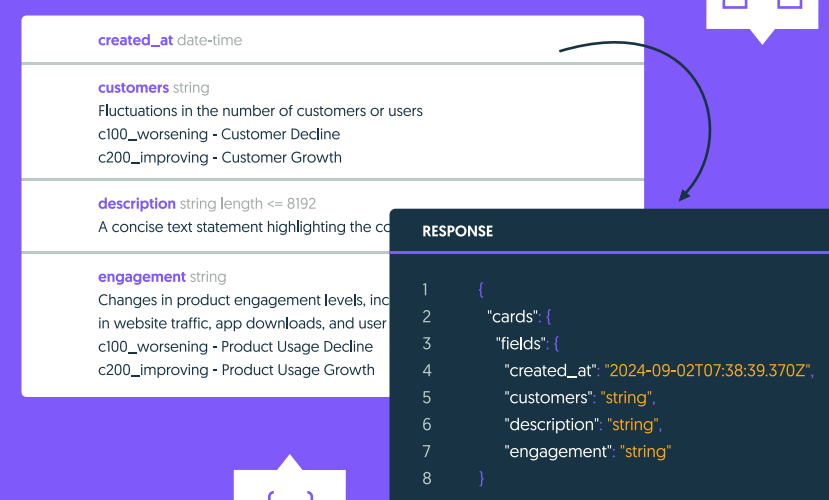 created_at date-time
customers string
Fluctuations in the number of customers or users
c100_worsening - Customer Decline
c200_improving - Customer Growth
description string length <= 8192
A concise text statement highlighting the
engagement string
Changes in product engagement levels,
in website traffic, app downloads, and user
c100_worsening - Product Usage Decline
c200_improving - Product Usage Growth
RESPONSE
1 {
2 "cards": {
3 "fields": {
4 "created_at": "2024-09-02T07:38:39.370Z",
5 "customers": "string",
6 "description": "string",
7 "engagement": "string"
8 }